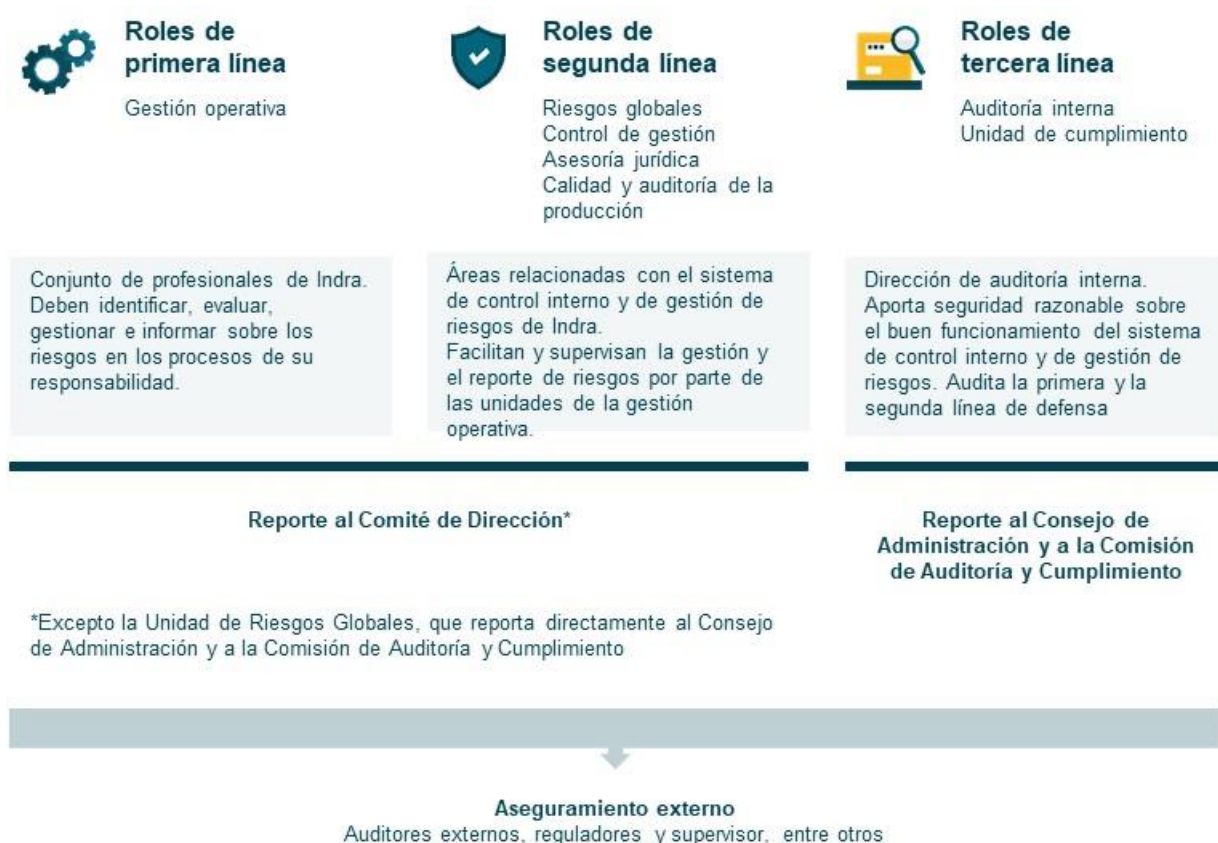 Roles de
primera línea
Gestión operativa
Roles de
segunda línea
Riesgos globales
Control de gestión
Asesoría jurídica
Calidad y auditoría de la
producción
Roles de
tercera línea
Auditoría interna
Unidad de cumplimiento
Conjunto de profesionales de Indra.
Deben identificar, evaluar,
gestionar e informar sobre los
riesgos en los procesos de su
responsabilidad.
Áreas relacionadas con el sistema
de control interno y de gestión de
riesgos de Indra.
Facilitan y supervisan la gestión y
el reporte de riesgos por parte de
las unidades de la gestión
operativa.
Dirección de auditoría interna.
Aporta seguridad razonable sobre
el buen funcionamiento del sistema
de control interno y de gestión de
riesgos. Audita la primera y la
segunda línea de defensa
Reporte al Comité de Dirección*
Reporte al Consejo de
Administración y a la Comisión
de Auditoría y Cumplimiento
*Excepto la Unidad de Riesgos Globales, que reporta directamente al Consejo
de Administración y a la Comisión de Auditoría y Cumplimiento
Aseguramiento externo
Auditores externos, reguladores y supervisor, entre otros